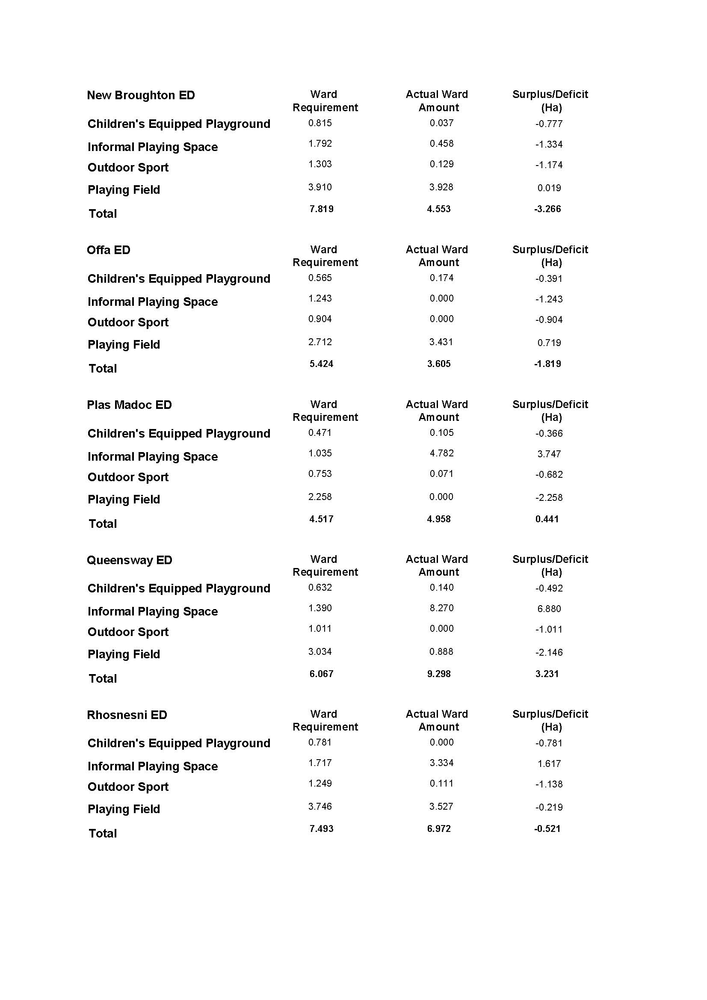 New Broughton ED Ward Actual Ward Surplus/Deficit
Requirement Amount (Ha)
Children's Equipped Playground 0.815 0.037 -0.777
Informal Playing Space 1.792 0.458 -1.334
Outdoor Sport 1.303 0.129 -1.174
Playing Field 3.910 3.928 0.019
Total 7.819 4.553 -3.266
Offa ED Ward Actual Ward Surplus/Deficit
Requirement Amount (Ha)
Children's Equipped Playground 0.565 0.174 -0.391
Informal Playing Space 1.243 0.000 -1.243
Outdoor Sport 0.904 0.000 -0.904
Playing Field 2.712 3.431 0.719
Total 5.424 3.605 -1.819
Plas Madoc ED Ward Actual Ward Surplus/Deficit
Requirement Amount (Ha)
Children's Equipped Playground 0.471 0.105 -0.366
Informal Playing Space 1.035 4.782 3.747
Outdoor Sport 0.753 0.071 -0.682
Playing Field 2.258 0.000 -2.258
Total 4.517 4.958 0.441
Queensway ED Ward Actual Ward Surplus/Deficit
Requirement Amount (Ha)
Children's Equipped Playground 0.632 0.140 -0.492
Informal Playing Space 1.390 8.270 6.880
Outdoor Sport 1.011 0.000 -1.011
Playing Field 3.034 0.888 -2.146
Total 6.067 9.298 3.231
Rhosnesni ED Ward Actual Ward Surplus/Deficit
Requirement Amount (Ha)
Children's Equipped Playground 0.781 0.000 -0.781
Informal Playing Space 1.717 3.334 1.617
Outdoor Sport 1.249 0.111 -1.138
Playing Field 3.746 3.527 -0.219
Total 7.493 6.972 -0.521